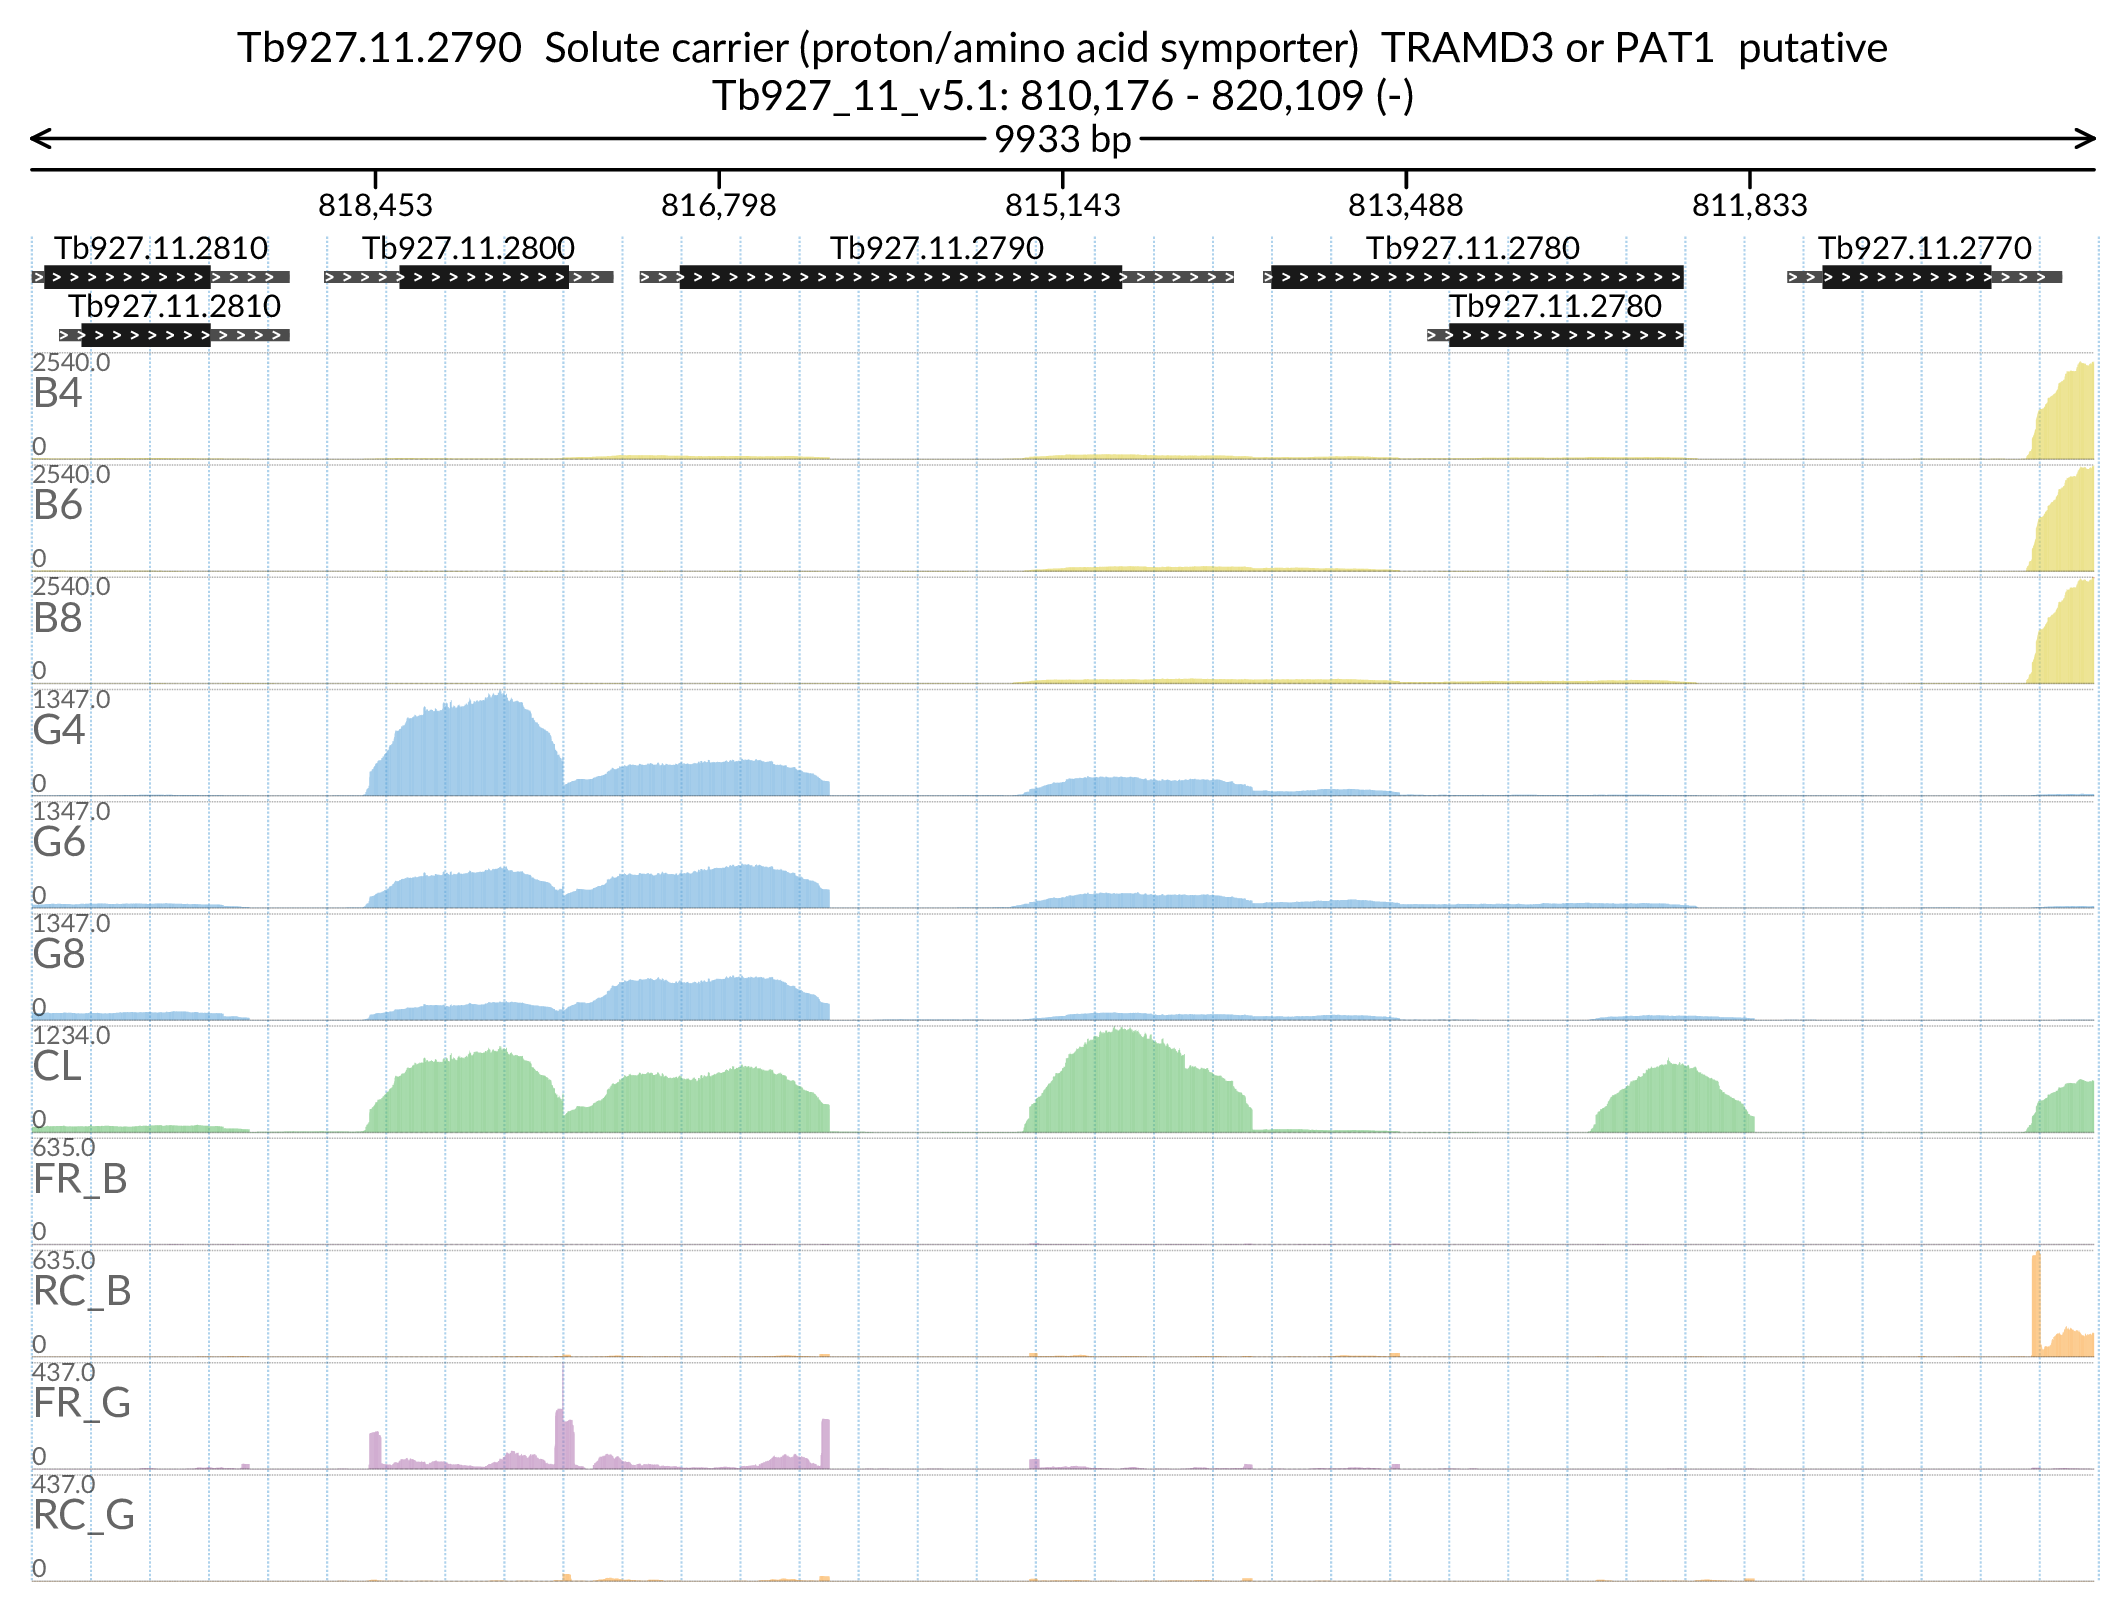 Tb927.11.2790  Solute carrier (proton/amino acid symporter)  TRAMD3 or PAT1  putative
Tb927_11_v5.1: 810,176 - 820,109 (-)
9933 bp
818,453 816,798 815,143 813,488 811,833
Tb927.11.2810 Tb927.11.2800 Tb927.11.2790 Tb927.11.2780 Tb927.11.2770
Tb927.11.2810 Tb927.11.2780
2540.0
B4
0
2540.0
B6
0
2540.0
B8
0
1347.0
G4
0
1347.0
G6
0
1347.0
G8
0
1234.0
CL
0
635.0
FR_B
0
635.0
RC_B
0
437.0
FR_G
0
437.0
RC_G
0